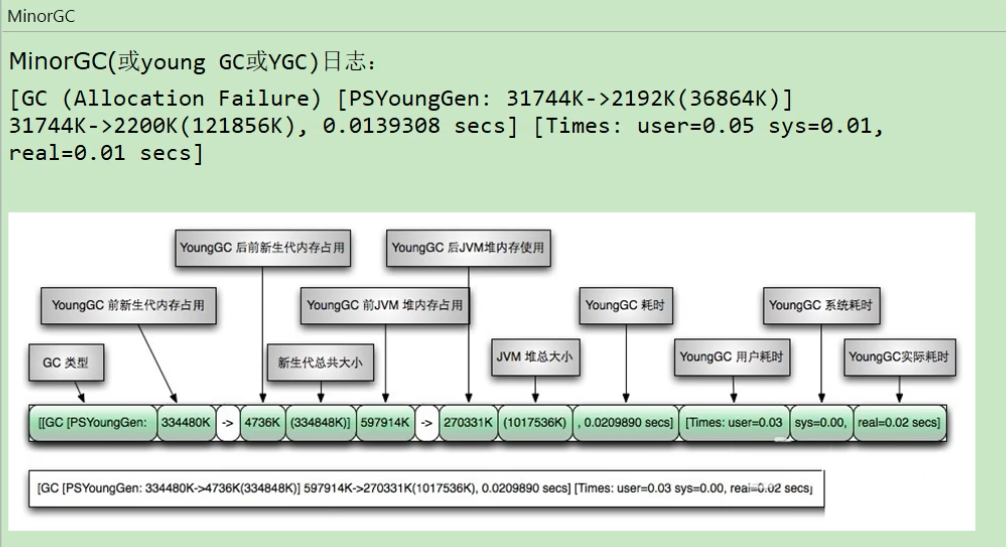 MinorGC
MinorGC(或young GC或YGC)日志：
[GC (Allocation Failure) [PSYoungGen: 31744K->2192K(36864K)]
31744K->2200K(121856K), 0.0139308 secs] [Times: user=0.05 sys=0.01,
real=0.01 secs]
YoungGC 后前新生代内存占用
YoungGC 后JVM堆内存使用
YoungGC 前新生代内存占用
YoungGC 前JVM 堆内存占用
YoungGC 耗时
YoungGC 系统耗时
GC 类型
新生代总共大小
JVM 堆总大小
YoungGC 用户耗时
YoungGC实际耗时
[[GC [PSYoungGen: 334480K -> 4736K (334848K)] 597914K -> 270331K (1017536K) , 0.0209890 secs] [Times: user=0.03 sys=0.00, real=0.02 secs]
[GC [PSYoungGen: 334480K->4736K(334848K)] 597914K->270331K(1017536K), 0.0209890 secs] [Times: user=0.03 sys=0.00, real=0.02 secs]